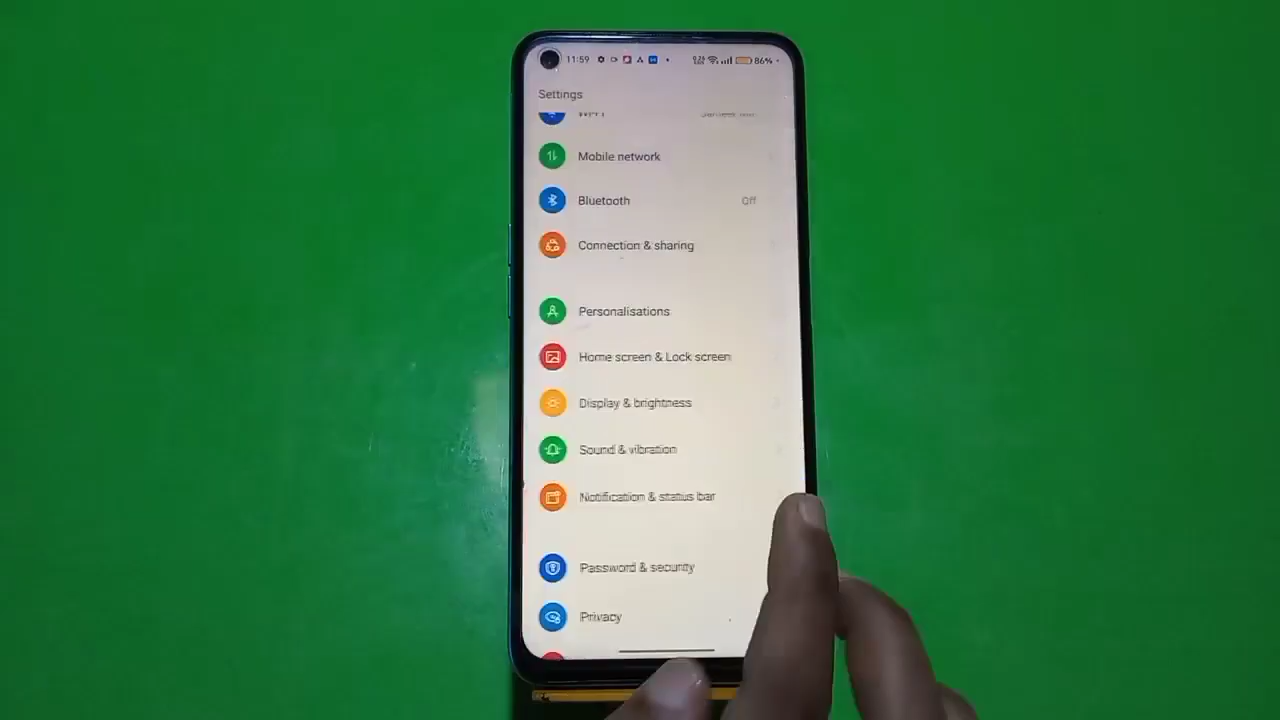 11:59 86%
Settings
Mobile network
Bluetooth Off
Connection & sharing
Personalisations
Home screen & Lock screen
Display & brightness
Sound & vibration
Notification & status bar
Password & security
Privacy